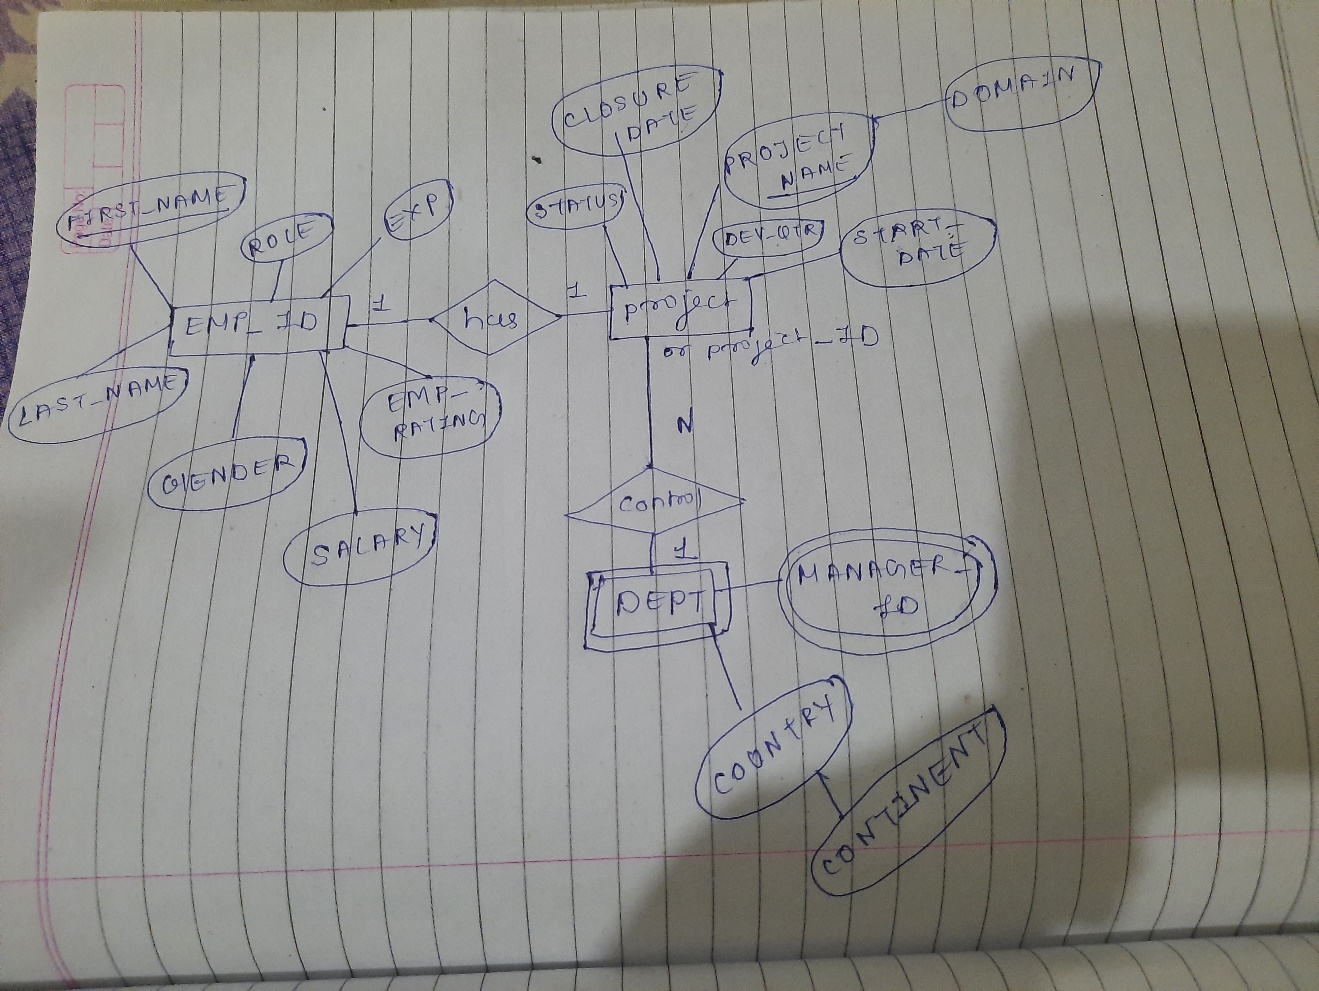 CLOSURE
DATE
DOMAIN
PROJECT
_NAME
FIRST_NAME
ROLE
EXP
STATUS
DEV_QTR
START_
DATE
EMP_ID
1
has
1
project
or project_ID
LAST_NAME
EMP_
RATING
GENDER
SALARY
N
control
1
DEPT
MANAGER_
ID
COUNTRY
CONTINENT